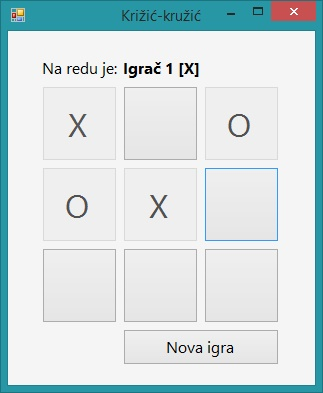 Križić-kružić
Na redu je: Igrač 1 [X]
X O
O X
Nova igra